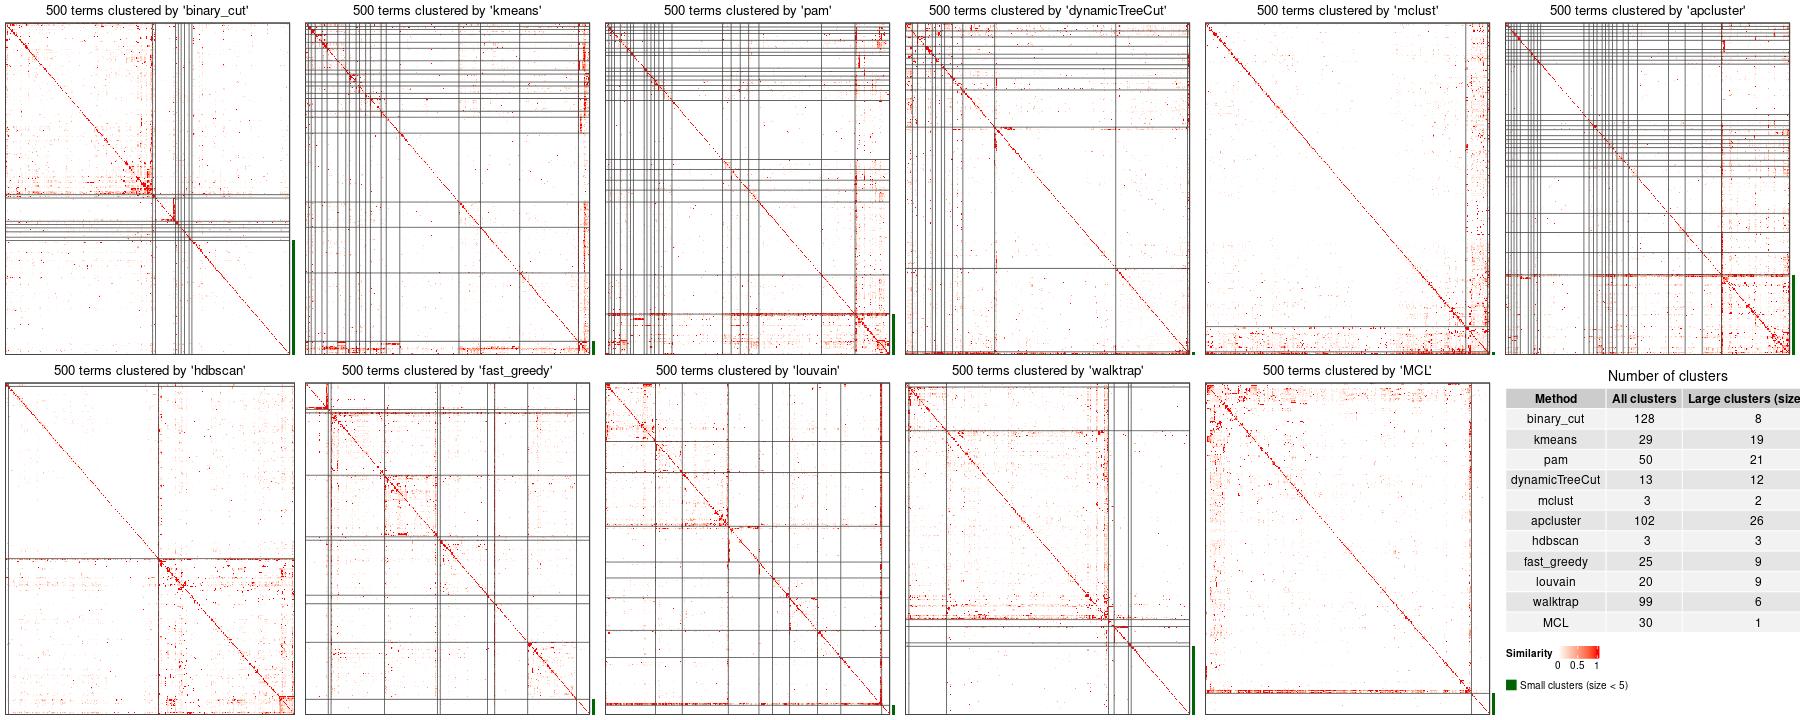 500 terms clustered by 'binary_cut'
500 terms clustered by 'kmeans'
500 terms clustered by 'pam'
500 terms clustered by 'dynamicTreeCut'
500 terms clustered by 'mclust'
500 terms clustered by 'apcluster'
500 terms clustered by 'hdbscan'
500 terms clustered by 'fast_greedy'
500 terms clustered by 'louvain'
500 terms clustered by 'walktrap'
500 terms clustered by 'MCL'
Number of clusters
Method All clusters Large clusters (size
binary_cut 128 8
kmeans 29 19
pam 50 21
dynamicTreeCut 13 12
mclust 3 2
apcluster 102 26
hdbscan 3 3
fast_greedy 25 9
louvain 20 9
walktrap 99 6
MCL 30 1
Similarity
0 0.5 1
Small clusters (size < 5)